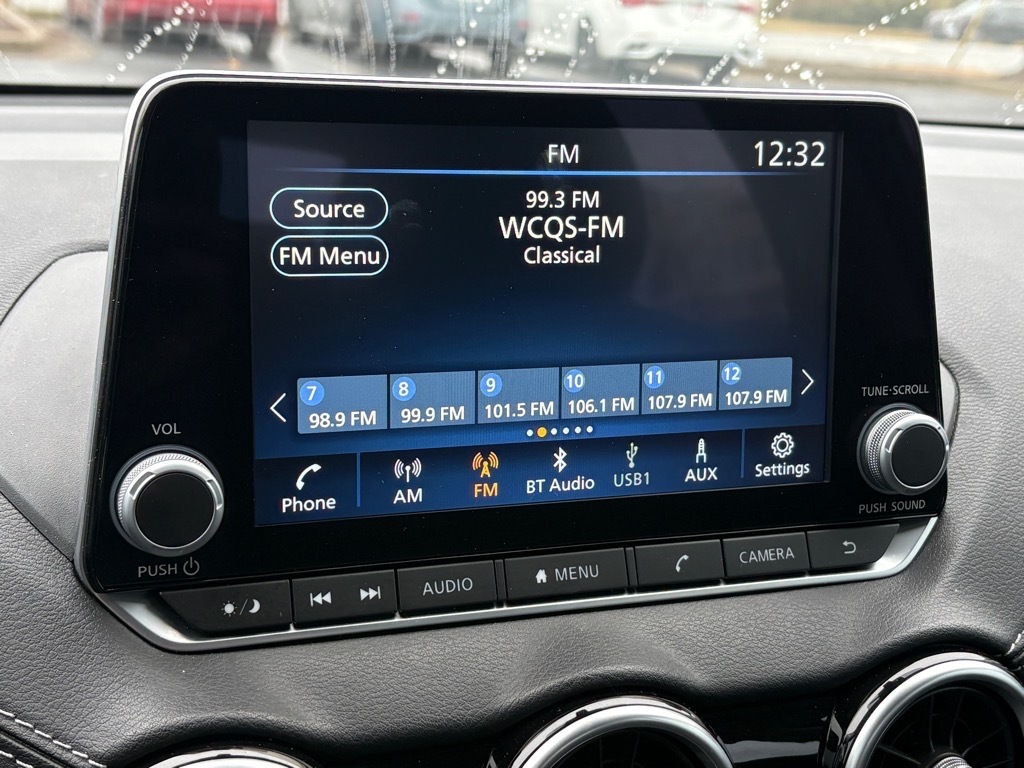 FM 12:32
Source
FM Menu
99.3 FM
WCQS-FM
Classical
7 8 9 10 11 12
98.9 FM 99.9 FM 101.5 FM 106.1 FM 107.9 FM 107.9 FM
Phone AM FM BT Audio USB1 AUX Settings
VOL
PUSH
TUNE·SCROLL
PUSH SOUND
AUDIO MENU CAMERA